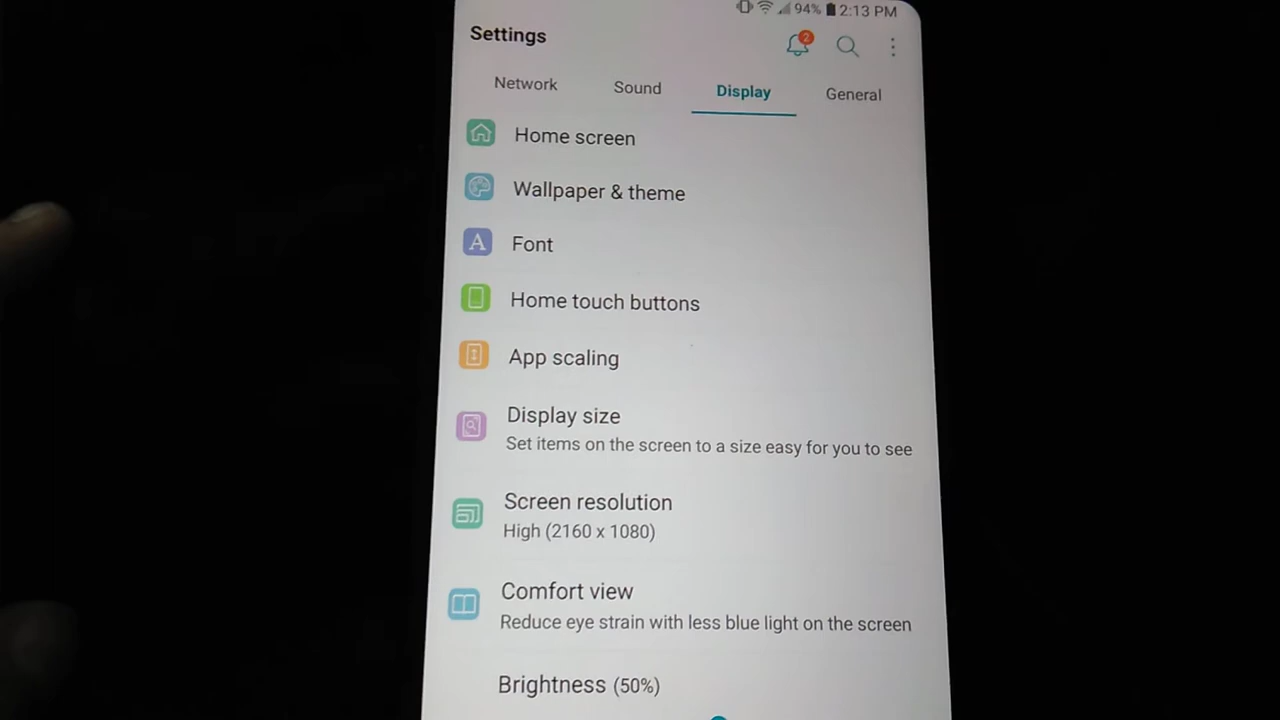 94% 2:13 PM
Settings
2
Network Sound Display General
Home screen
Wallpaper & theme
A Font
Home touch buttons
App scaling
Display size
Set items on the screen to a size easy for you to see
Screen resolution
High (2160 x 1080)
Comfort view
Reduce eye strain with less blue light on the screen
Brightness (50%)